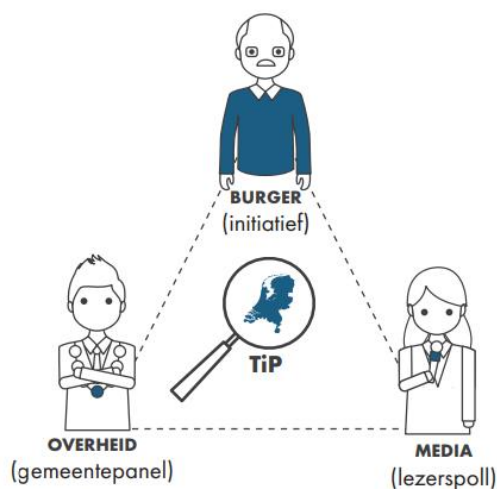 BURGER
(initiatief)
TiP
OVERHEID
(gemeentepanel)
MEDIA
(lezerspoll)